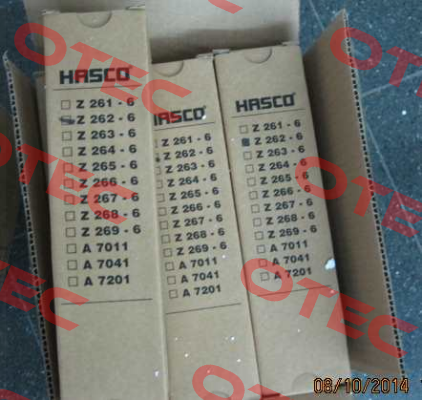 HASCO
Z 261 - 6
Z 262 - 6
Z 263 - 6
Z 264 - 6
Z 265 - 6
Z 266 - 6
Z 267 - 6
Z 268 - 6
Z 269 - 6
A 7011
A 7041
A 7201
HASCO
Z 261 - 6
Z 262 - 6
Z 263 - 6
Z 264 - 6
Z 265 - 6
Z 266 - 6
Z 267 - 6
Z 268 - 6
Z 269 - 6
A 7011
A 7041
A 7201
HASCO
Z 261 - 6
Z 262 - 6
Z 263 - 6
Z 264 - 6
Z 265 - 6
Z 266 - 6
Z 267 - 6
Z 268 - 6
Z 269 - 6
A 7011
A 7041
A 7201
OTEC
OTEC
OTEC
OTEC
OTEC
08/10/2014